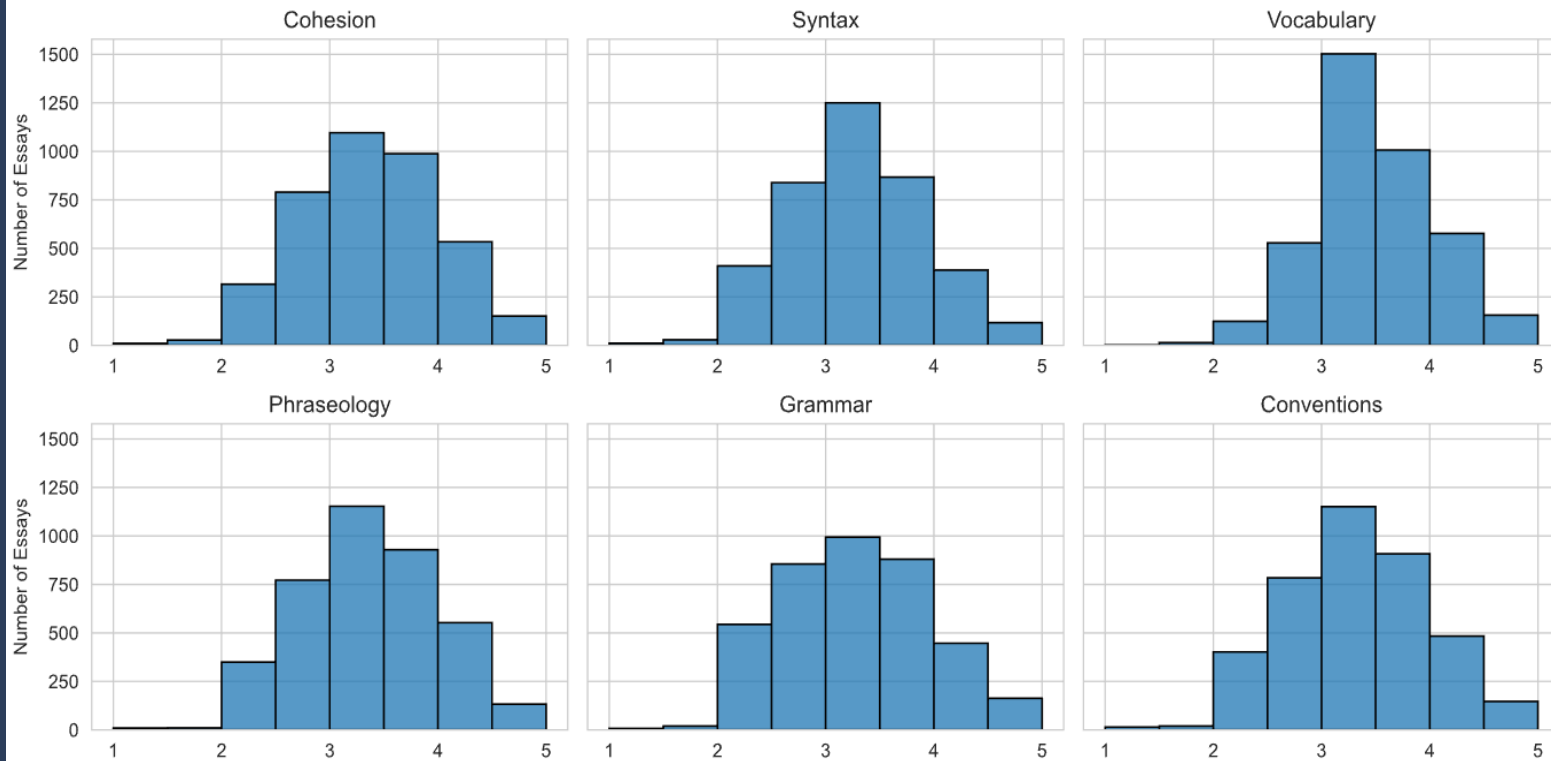 Cohesion
Syntax
Vocabulary
Number of Essays
1500
1250
1000
750
500
250
0
1 2 3 4 5
1 2 3 4 5
1 2 3 4 5
Phraseology
Grammar
Conventions
Number of Essays
1500
1250
1000
750
500
250
0
1 2 3 4 5
1 2 3 4 5
1 2 3 4 5